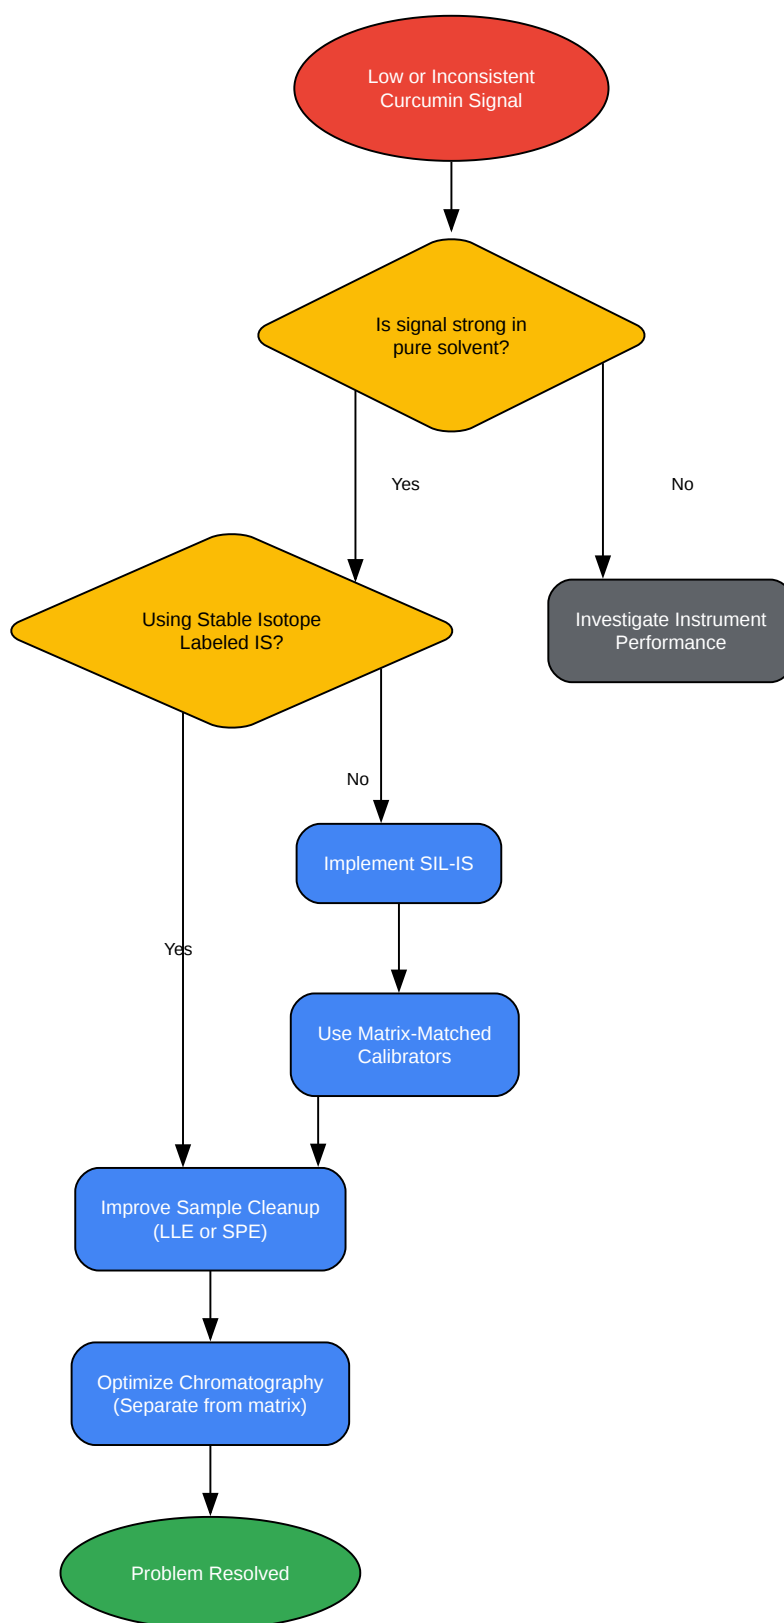 Low or Inconsistent
Curcumin Signal
Is signal strong in
pure solvent?
Yes
No
Using Stable Isotope
Labeled IS?
Investigate Instrument
Performance
No
Implement SIL-IS
Yes
Use Matrix-Matched
Calibrators
Improve Sample Cleanup
(LLE or SPE)
Optimize Chromatography
(Separate from matrix)
Problem Resolved